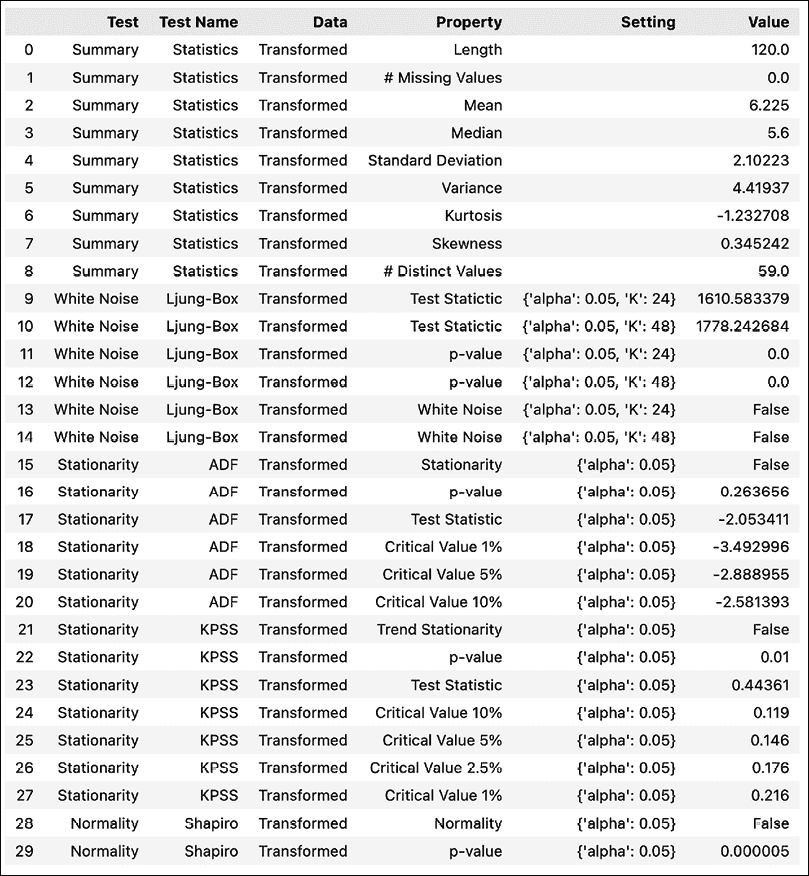 Test Test Name Data Property Setting Value
0 Summary Statistics Transformed Length 120.0
1 Summary Statistics Transformed # Missing Values 0.0
2 Summary Statistics Transformed Mean 6.225
3 Summary Statistics Transformed Median 5.6
4 Summary Statistics Transformed Standard Deviation 2.10223
5 Summary Statistics Transformed Variance 4.41937
6 Summary Statistics Transformed Kurtosis -1.232708
7 Summary Statistics Transformed Skewness 0.345242
8 Summary Statistics Transformed # Distinct Values 59.0
9 White Noise Ljung-Box Transformed Test Statictic {'alpha': 0.05, 'K': 24} 1610.583379
10 White Noise Ljung-Box Transformed Test Statictic {'alpha': 0.05, 'K': 48} 1778.242684
11 White Noise Ljung-Box Transformed p-value {'alpha': 0.05, 'K': 24} 0.0
12 White Noise Ljung-Box Transformed p-value {'alpha': 0.05, 'K': 48} 0.0
13 White Noise Ljung-Box Transformed White Noise {'alpha': 0.05, 'K': 24} False
14 White Noise Ljung-Box Transformed White Noise {'alpha': 0.05, 'K': 48} False
15 Stationarity ADF Transformed Stationarity {'alpha': 0.05} False
16 Stationarity ADF Transformed p-value {'alpha': 0.05} 0.263656
17 Stationarity ADF Transformed Test Statistic {'alpha': 0.05} -2.053411
18 Stationarity ADF Transformed Critical Value 1% {'alpha': 0.05} -3.492996
19 Stationarity ADF Transformed Critical Value 5% {'alpha': 0.05} -2.888955
20 Stationarity ADF Transformed Critical Value 10% {'alpha': 0.05} -2.581393
21 Stationarity KPSS Transformed Trend Stationarity {'alpha': 0.05} False
22 Stationarity KPSS Transformed p-value {'alpha': 0.05} 0.01
23 Stationarity KPSS Transformed Test Statistic {'alpha': 0.05} 0.44361
24 Stationarity KPSS Transformed Critical Value 10% {'alpha': 0.05} 0.119
25 Stationarity KPSS Transformed Critical Value 5% {'alpha': 0.05} 0.146
26 Stationarity KPSS Transformed Critical Value 2.5% {'alpha': 0.05} 0.176
27 Stationarity KPSS Transformed Critical Value 1% {'alpha': 0.05} 0.216
28 Normality Shapiro Transformed Normality {'alpha': 0.05} False
29 Normality Shapiro Transformed p-value {'alpha': 0.05} 0.000005